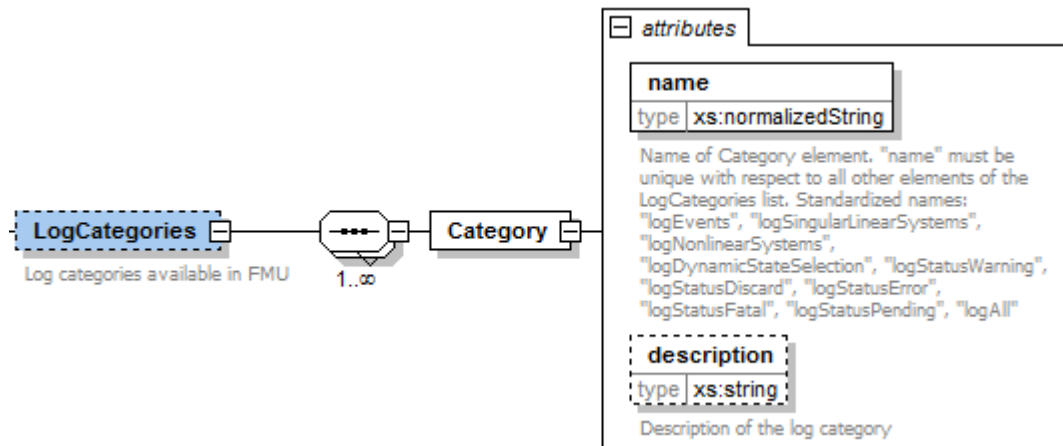 attributes
name
type xs:normalizedString
Name of Category element. "name" must be
unique with respect to all other elements of the
LogCategories list. Standardized names:
"logEvents", "logSingularLinearSystems",
"logNonlinearSystems",
"logDynamicStateSelection", "logStatusWarning",
"logStatusDiscard", "logStatusError",
"logStatusFatal", "logStatusPending", "logAll"
LogCategories
Log categories available in FMU
1..∞
Category
description
type xs:string
Description of the log category